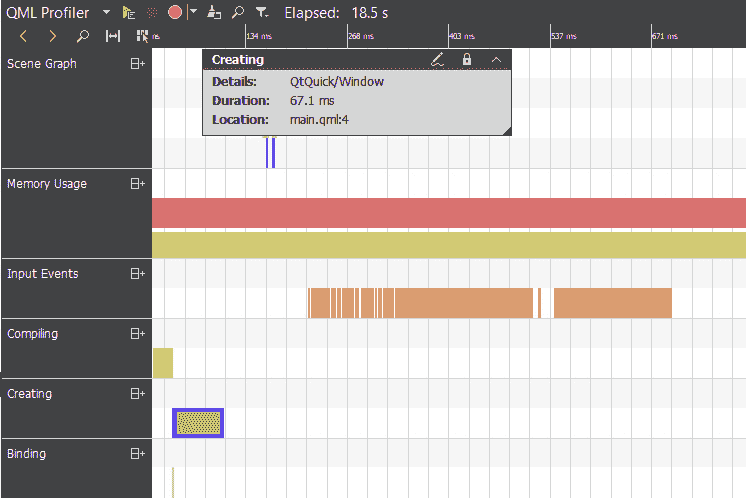 QML Profiler Elapsed: 18.5 s
ns 134 ms 268 ms 403 ms 537 ms 671 ms
Scene Graph
Creating
Details: QtQuick/Window
Duration: 67.1 ms
Location: main.qml:4
Memory Usage
Input Events
Compiling
Creating
Binding